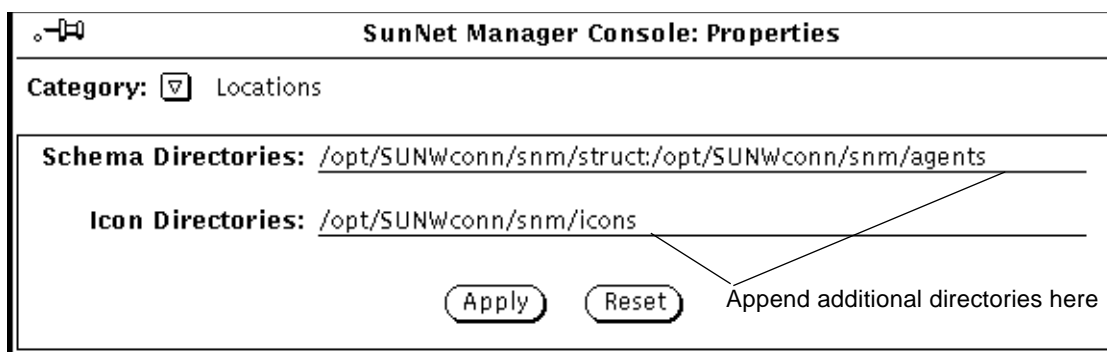 SunNet Manager Console: Properties
Category: Locations
Schema Directories: /opt/SUNWconn/snm/struct:/opt/SUNWconn/snm/agents
Icon Directories: /opt/SUNWconn/snm/icons
Apply Reset Append additional directories here